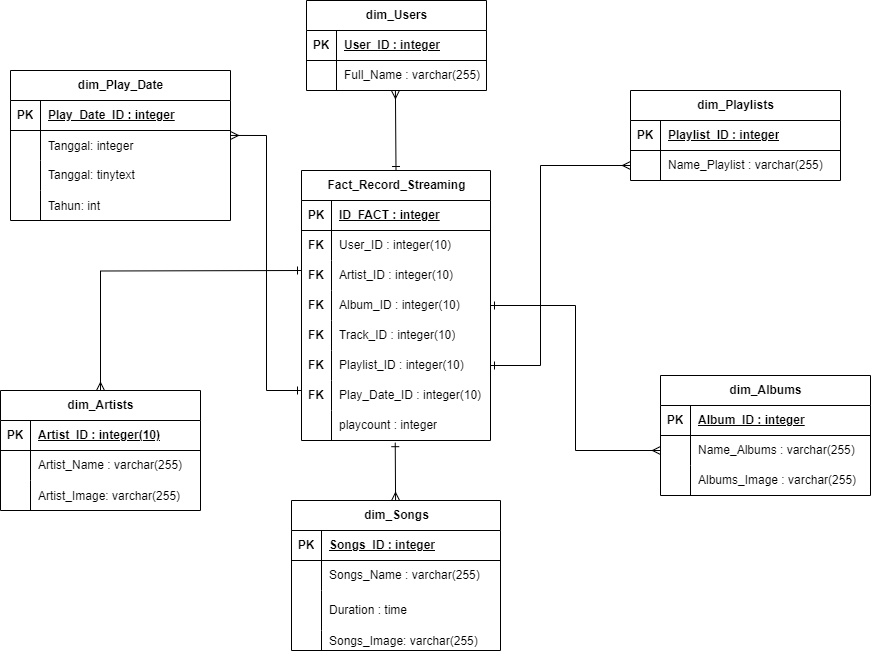 dim_Users
PK User_ID : integer
Full_Name : varchar(255)
dim_Play_Date
PK Play_Date_ID : integer
Tanggal: integer
Tanggal: tinytext
Tahun: int
dim_Playlists
PK Playlist_ID : integer
Name_Playlist : varchar(255)
Fact_Record_Streaming
PK ID_FACT : integer
FK User_ID : integer(10)
FK Artist_ID : integer(10)
FK Album_ID : integer(10)
FK Track_ID : integer(10)
FK Playlist_ID : integer(10)
FK Play_Date_ID : integer(10)
playcount : integer
dim_Artists
PK Artist_ID : integer(10)
Artist_Name : varchar(255)
Artist_Image: varchar(255)
dim_Albums
PK Album_ID : integer
Name_Albums : varchar(255)
Albums_Image : varchar(255)
dim_Songs
PK Songs_ID : integer
Songs_Name : varchar(255)
Duration : time
Songs_Image: varchar(255)